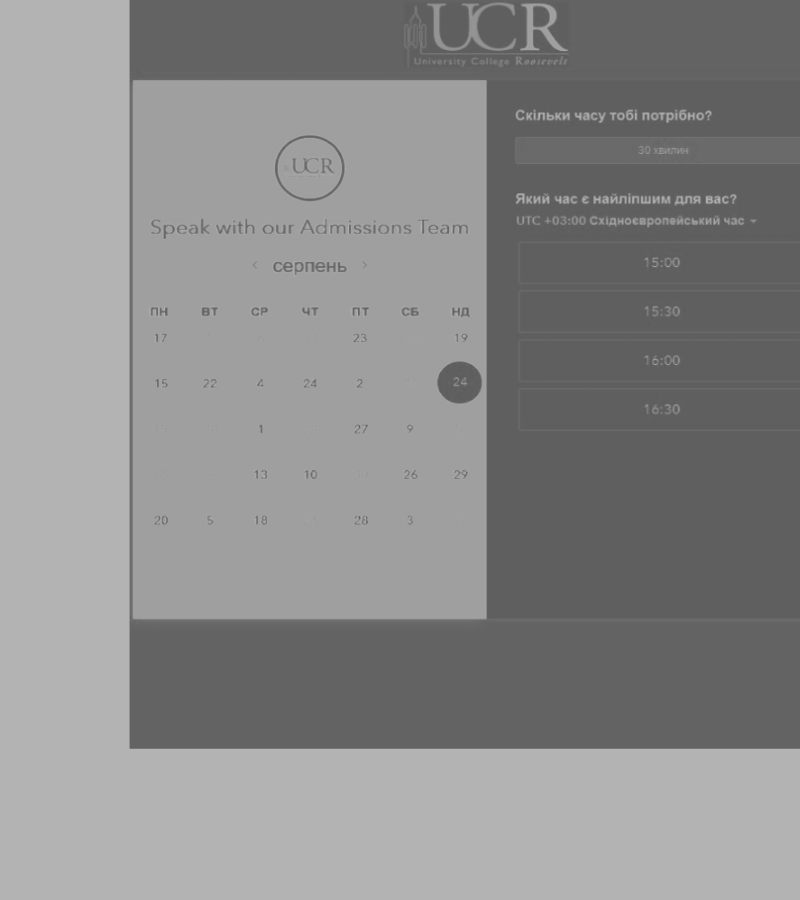 UCR
University College Roosevelt
UCR
Speak with our Admissions Team
‹ серпень ›
ПН ВТ СР ЧТ ПТ СБ НД
17 23 19
15 22 4 24 2 24
1 27 9
13 10 26 29
20 5 18 28 3
Скільки часу тобі потрібно?
30 хвилин
Який час є найліпшим для вас?
UTC +03:00 Східноєвропейський час
15:00
15:30
16:00
16:30